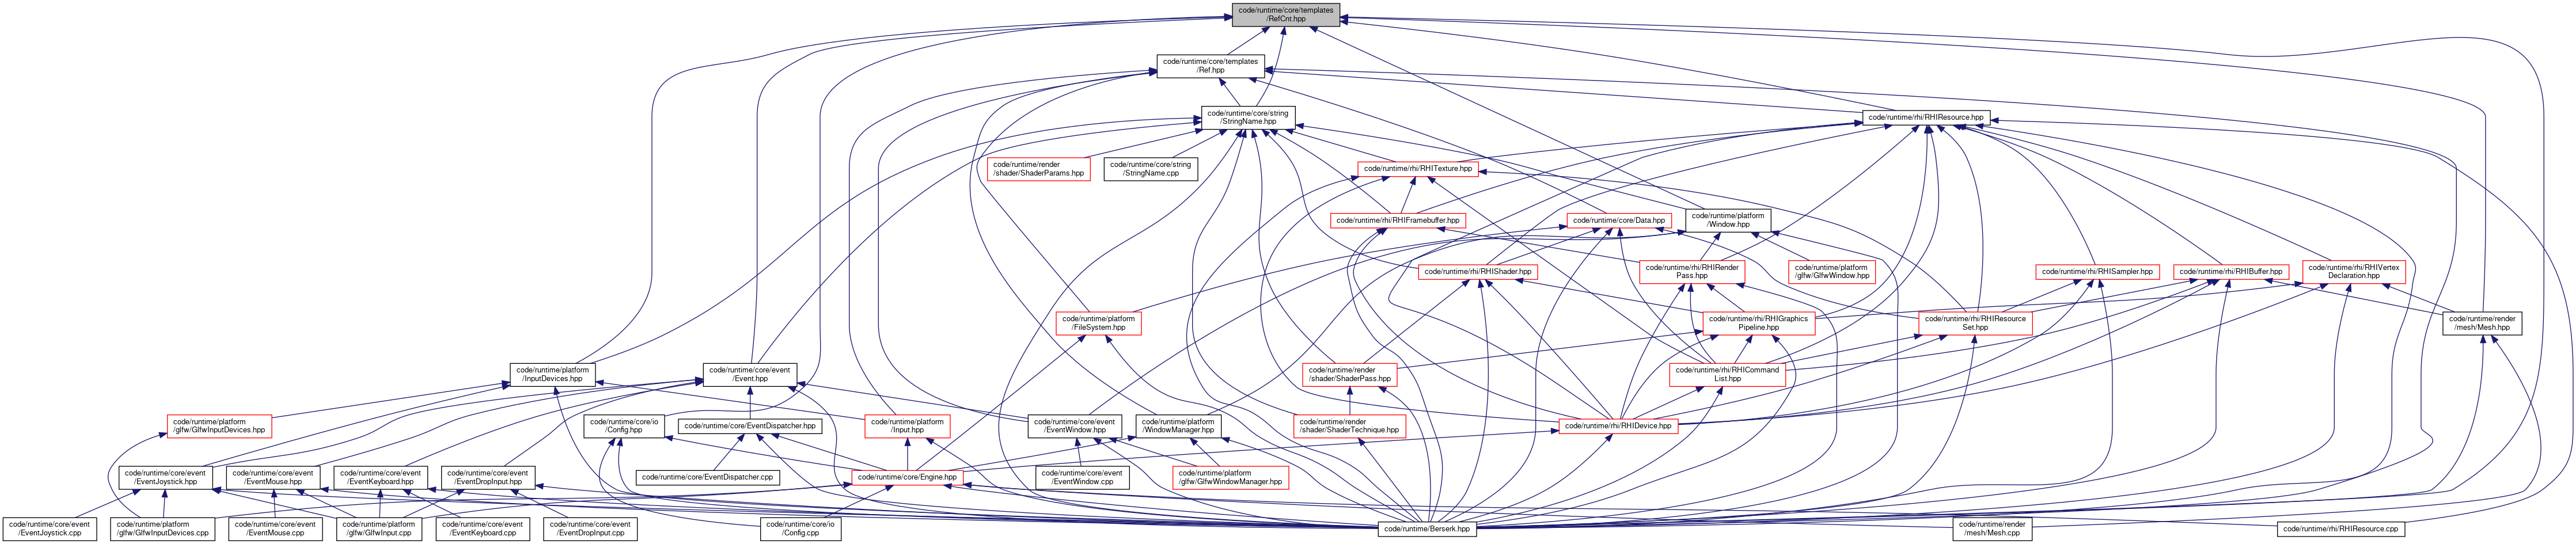 code/runtime/core/templates
/RefCnt.hpp
code/runtime/core/templates
/Ref.hpp
code/runtime/core/string
/StringName.hpp
code/runtime/rhi/RHIResource.hpp
code/runtime/render
/shader/ShaderParams.hpp
code/runtime/core/string
/StringName.cpp
code/runtime/rhi/RHITexture.hpp
code/runtime/rhi/RHIFramebuffer.hpp
code/runtime/core/Data.hpp
code/runtime/platform
/Window.hpp
code/runtime/rhi/RHIShader.hpp
code/runtime/rhi/RHIRender
Pass.hpp
code/runtime/platform
/glfw/GlfwWindow.hpp
code/runtime/rhi/RHISampler.hpp
code/runtime/rhi/RHIBuffer.hpp
code/runtime/rhi/RHIVertex
Declaration.hpp
code/runtime/platform
/FileSystem.hpp
code/runtime/rhi/RHIGraphics
Pipeline.hpp
code/runtime/rhi/RHIResource
Set.hpp
code/runtime/render
/mesh/Mesh.hpp
code/runtime/platform
/InputDevices.hpp
code/runtime/core/event
/Event.hpp
code/runtime/render
/shader/ShaderPass.hpp
code/runtime/rhi/RHICommand
List.hpp
code/runtime/platform
/glfw/GlfwInputDevices.hpp
code/runtime/core/io
/Config.hpp
code/runtime/core/EventDispatcher.hpp
code/runtime/platform
/Input.hpp
code/runtime/core/event
/EventWindow.hpp
code/runtime/platform
/WindowManager.hpp
code/runtime/render
/shader/ShaderTechnique.hpp
code/runtime/rhi/RHIDevice.hpp
code/runtime/core/event
/EventJoystick.hpp
code/runtime/core/event
/EventMouse.hpp
code/runtime/core/event
/EventKeyboard.hpp
code/runtime/core/event
/EventDropInput.hpp
code/runtime/core/EventDispatcher.cpp
code/runtime/core/Engine.hpp
code/runtime/core/event
/EventWindow.cpp
code/runtime/platform
/glfw/GlfwWindowManager.hpp
code/runtime/core/event
/EventJoystick.cpp
code/runtime/platform
/glfw/GlfwInputDevices.cpp
code/runtime/core/event
/EventMouse.cpp
code/runtime/platform
/glfw/GlfwInput.cpp
code/runtime/core/event
/EventKeyboard.cpp
code/runtime/core/event
/EventDropInput.cpp
code/runtime/core/io
/Config.cpp
code/runtime/Berserk.hpp
code/runtime/render
/mesh/Mesh.cpp
code/runtime/rhi/RHIResource.cpp